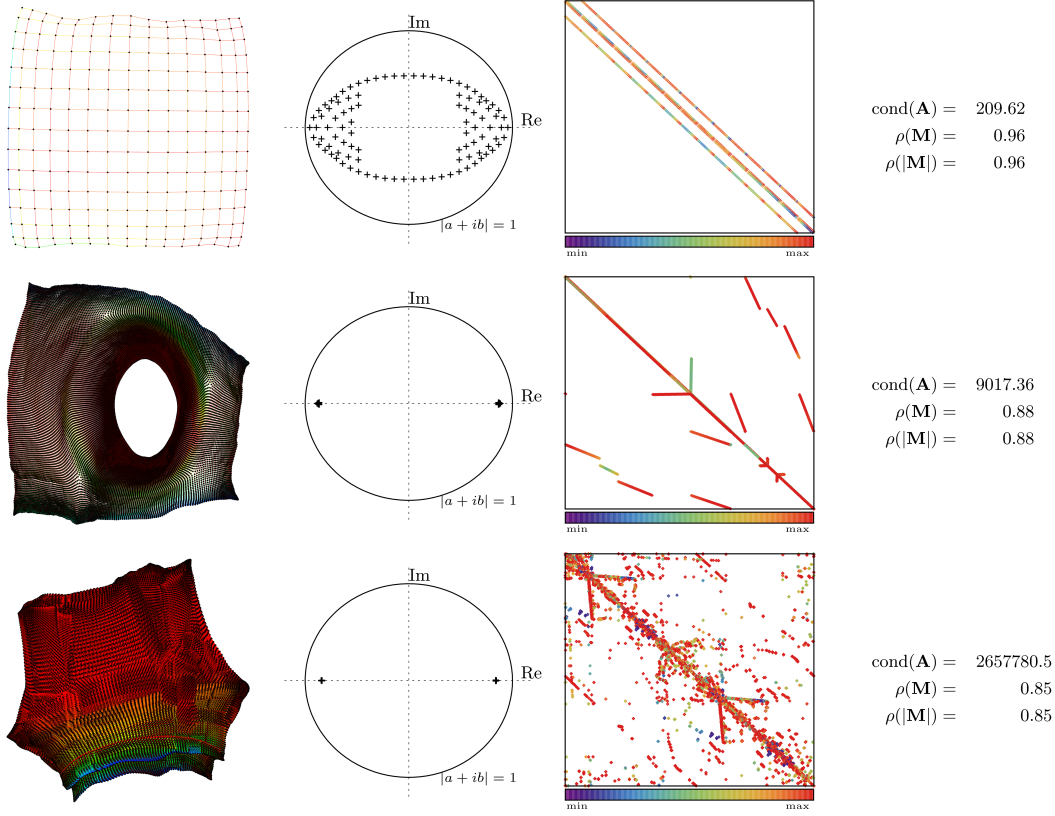 Im
Re
|a + ib| = 1
min max
cond(A) = 209.62
ρ(M) = 0.96
ρ(|M|) = 0.96
Im
Re
|a + ib| = 1
min max
cond(A) = 9017.36
ρ(M) = 0.88
ρ(|M|) = 0.88
Im
Re
|a + ib| = 1
min max
cond(A) = 2657780.5
ρ(M) = 0.85
ρ(|M|) = 0.85